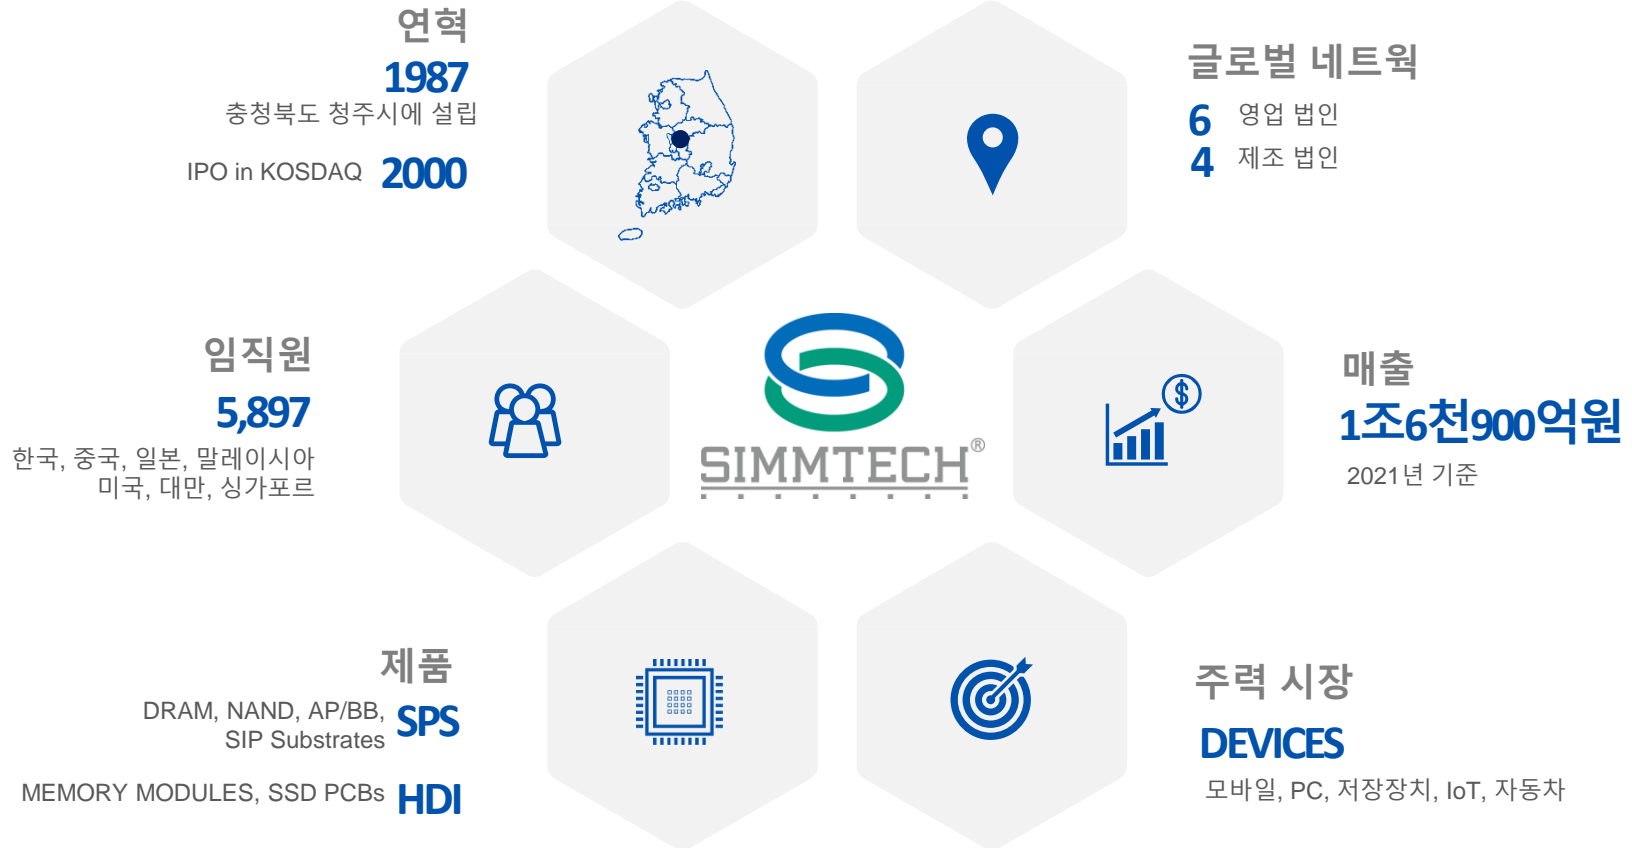 연혁
1987
충청북도 청주시에 설립
IPO in KOSDAQ 2000
글로벌 네트웍
6 영업 법인
4 제조 법인
임직원
5,897
한국, 중국, 일본, 말레이시아
미국, 대만, 싱가포르
SIMMTECH®
매출
$
1조6천900억원
2021년 기준
제품
DRAM, NAND, AP/BB, SPS
SIP Substrates
MEMORY MODULES, SSD PCBs HDI
주력 시장
DEVICES
모바일, PC, 저장장치, IoT, 자동차